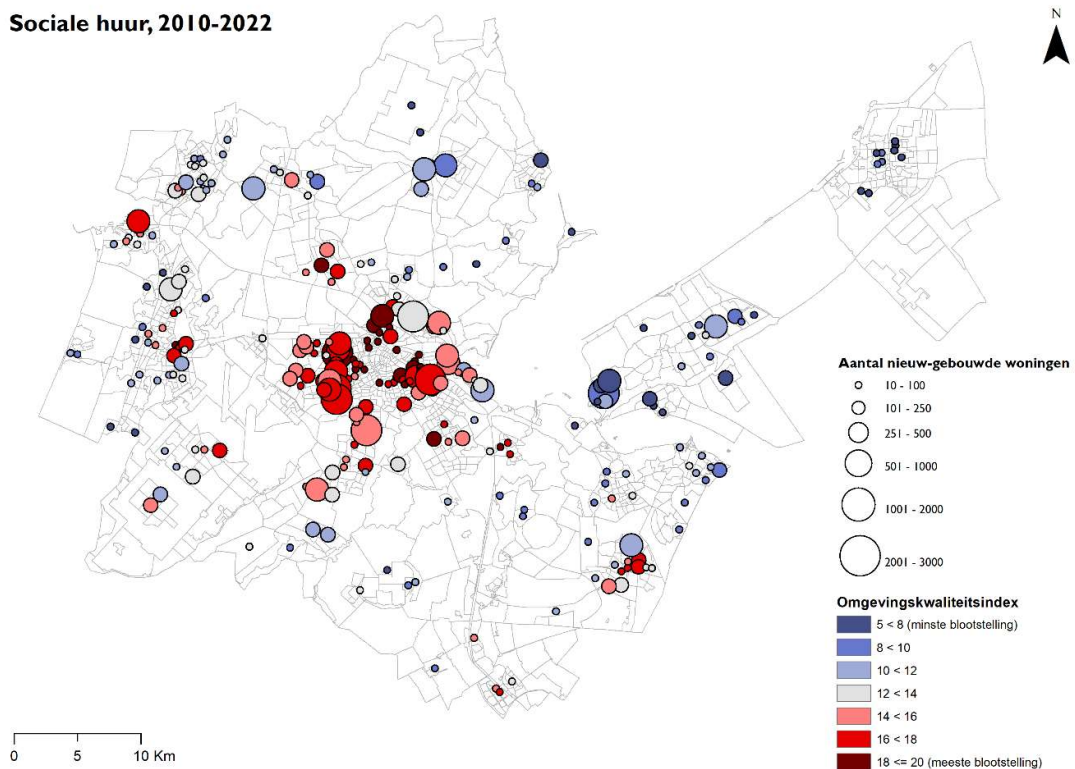 Sociale huur, 2010-2022
N
Aantal nieuw-gebouwde woningen
10 - 100
101 - 250
251 - 500
501 - 1000
1001 - 2000
2001 - 3000
Omgevingskwaliteitsindex
5 < 8 (minste blootstelling)
8 < 10
10 < 12
12 < 14
14 < 16
16 < 18
18 <= 20 (meeste blootstelling)
0 5 10 Km